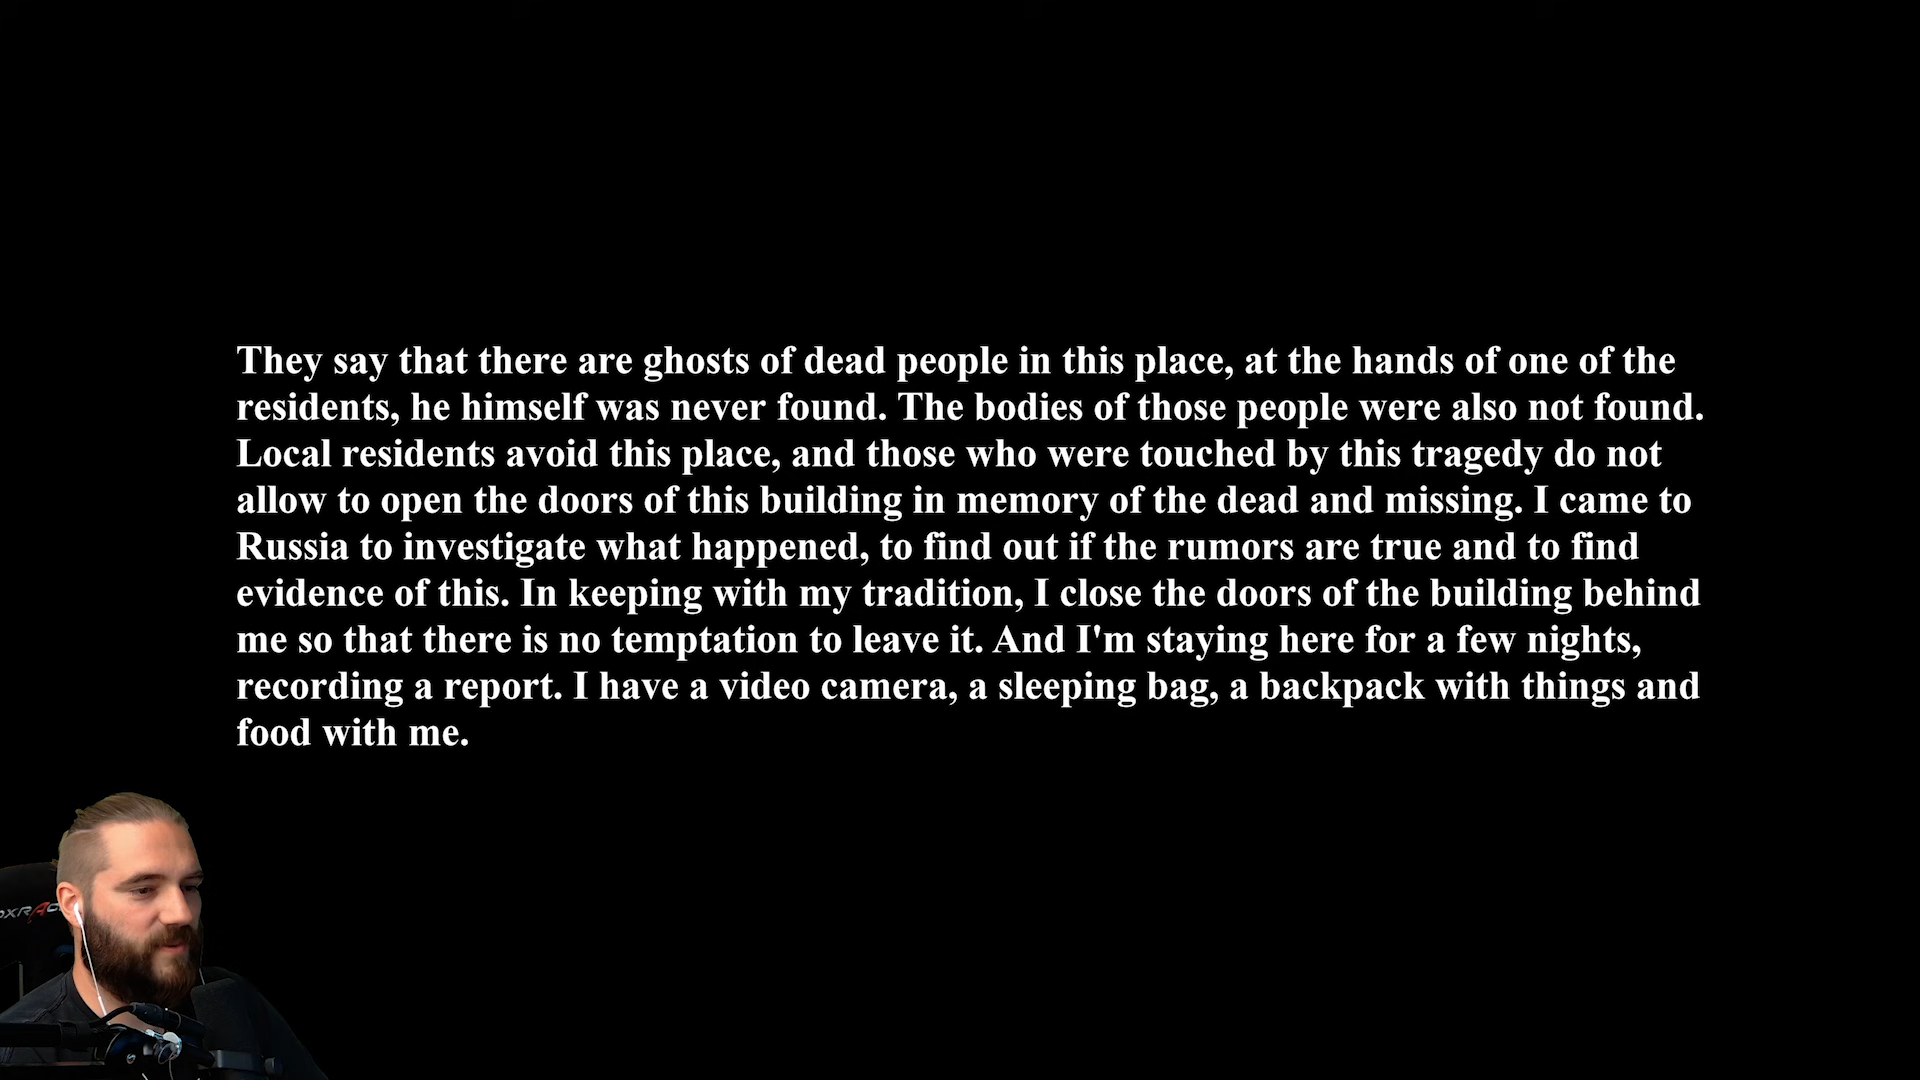 They say that there are ghosts of dead people in this place, at the hands of one of the
residents, he himself was never found. The bodies of those people were also not found.
Local residents avoid this place, and those who were touched by this tragedy do not
allow to open the doors of this building in memory of the dead and missing. I came to
Russia to investigate what happened, to find out if the rumors are true and to find
evidence of this. In keeping with my tradition, I close the doors of the building behind
me so that there is no temptation to leave it. And I'm staying here for a few nights,
recording a report. I have a video camera, a sleeping bag, a backpack with things and
food with me.